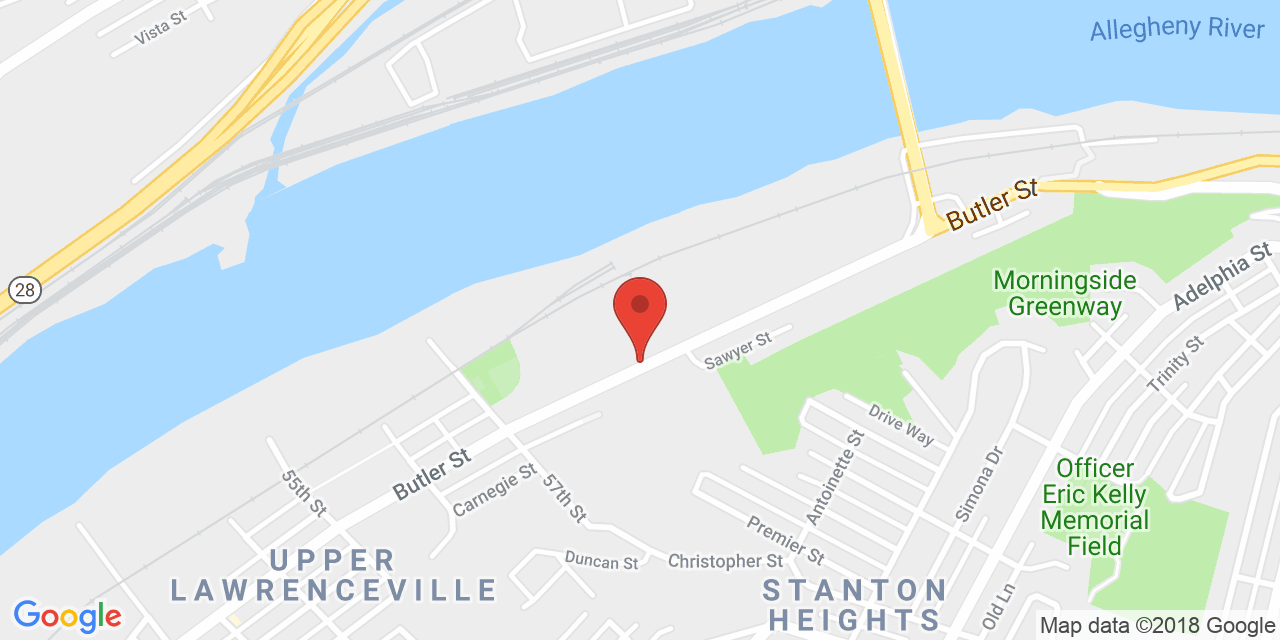 Vista St
Allegheny River
28
Butler St
Adelphia St
Morningside
Greenway
Sawyer St
Trinity St
Drive Way
Butler St
Carnegie St
55th St
57th St
Antoinette St
Simona Dr
Officer
Eric Kelly
Memorial
Field
Premier St
Duncan St
Christopher St
UPPER
LAWRENCEVILLE
STANTON
HEIGHTS
Old Ln
Google
Map data ©2018 Google